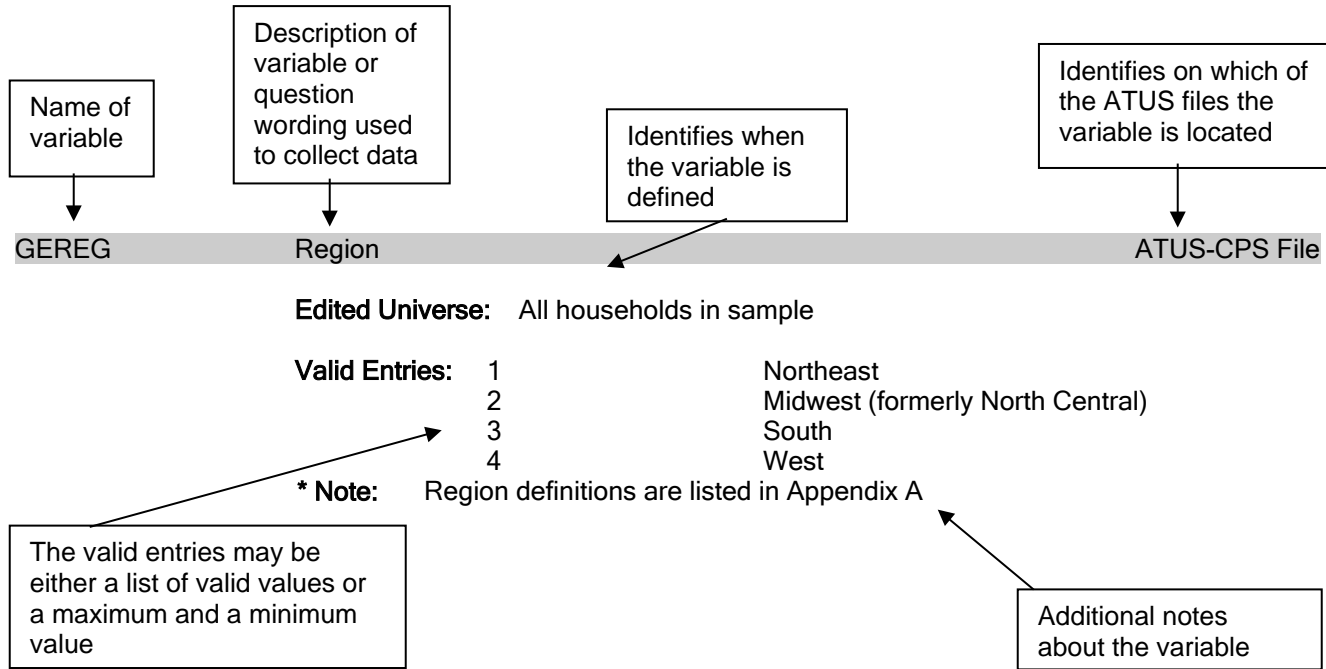 Name of
variable
Description of
variable or
question
wording used
to collect data
Identifies when
the variable is
defined
Identifies on which of
the ATUS files the
variable is located
GEREG Region ATUS-CPS File
Edited Universe: All households in sample
Valid Entries: 1 Northeast
2 Midwest (formerly North Central)
3 South
4 West
* Note: Region definitions are listed in Appendix A
The valid entries may be
either a list of valid values or
a maximum and a minimum
value
Additional notes
about the variable